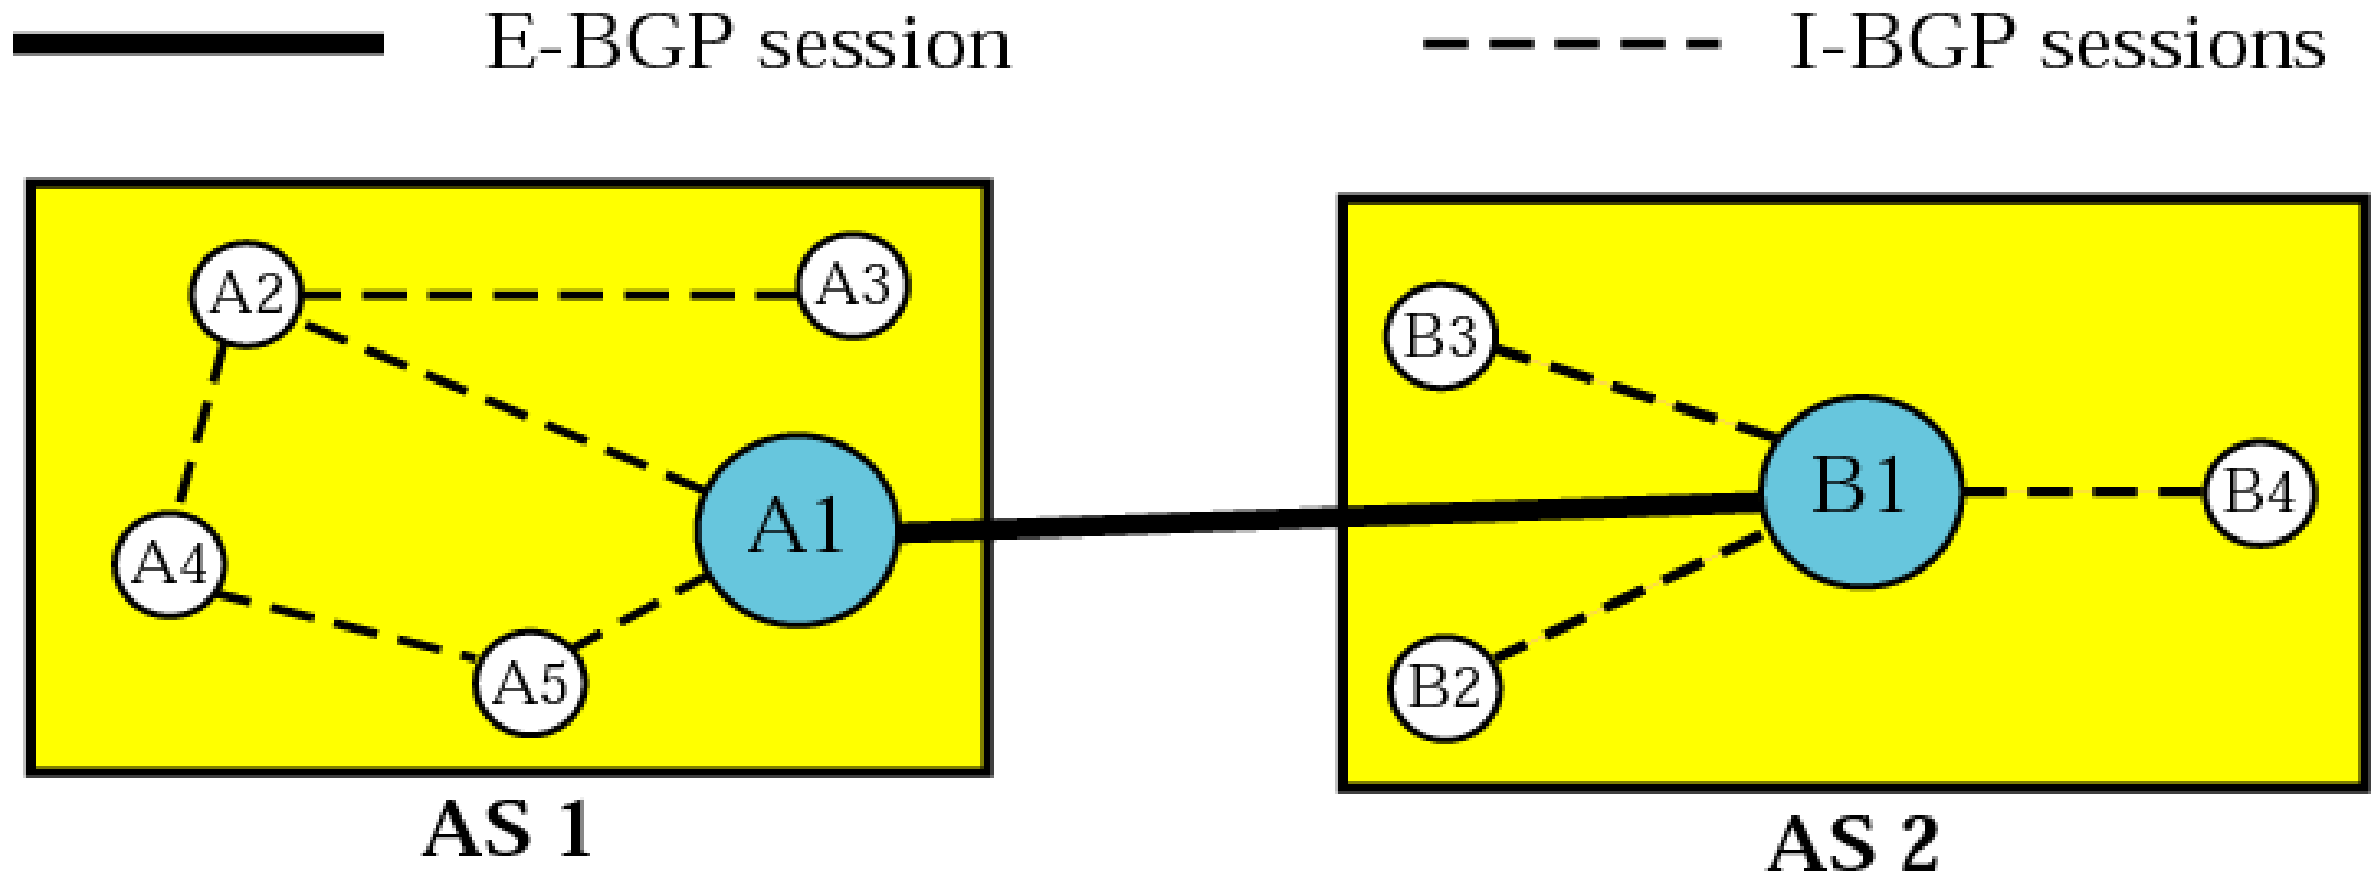 E-BGP session
I-BGP sessions
A2
A3
A1
A4
A5
AS 1
B3
B1
B4
B2
AS 2